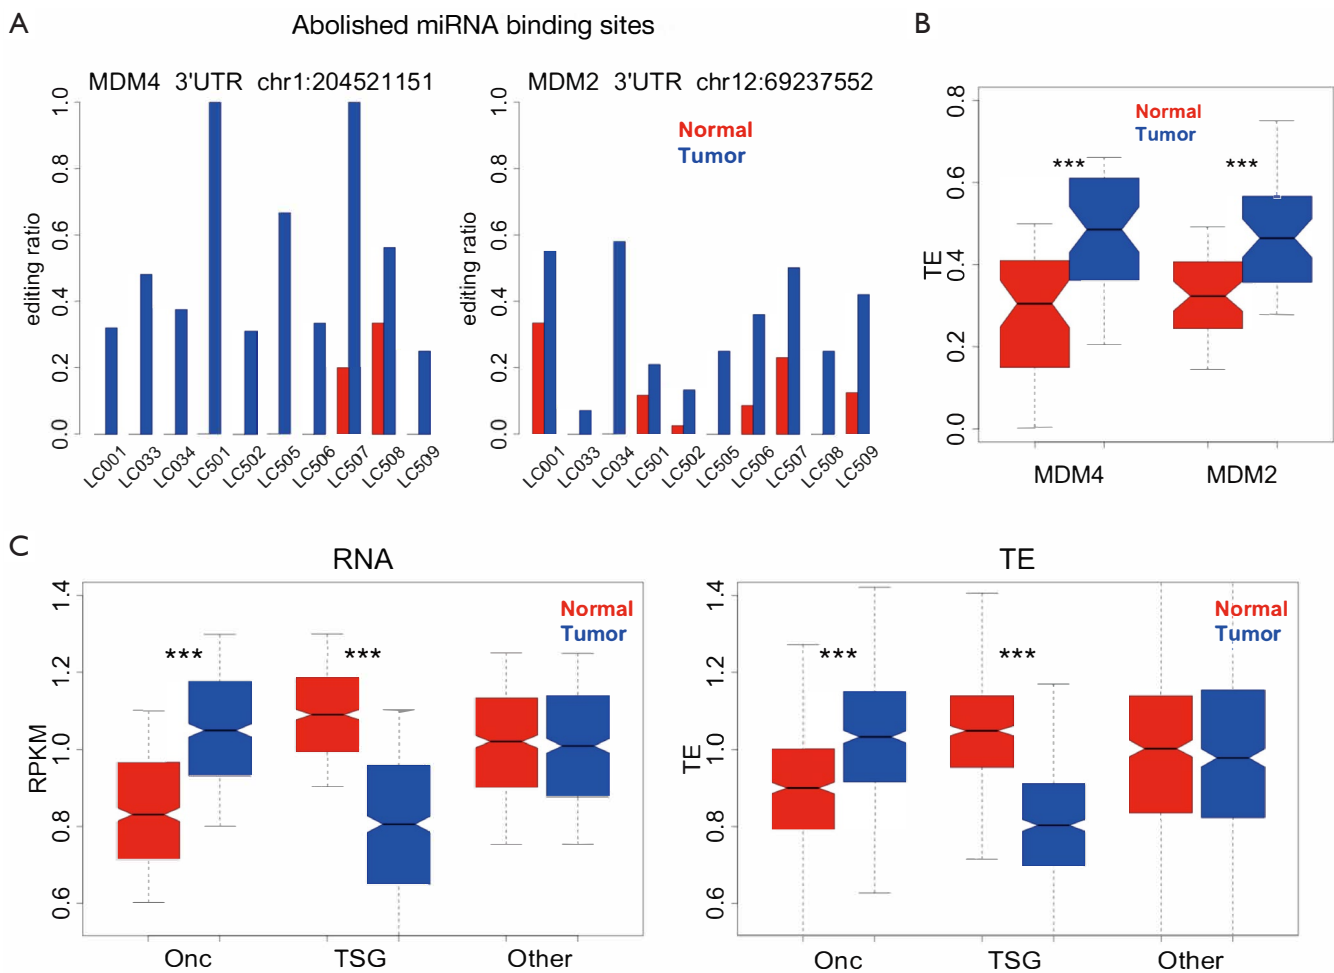 A
Abolished miRNA binding sites
MDM4 3'UTR chr1:204521151
1.0
0.8
0.6
0.4
0.2
0.0
editing ratio
LC001
LC033
LC034
LC501
LC502
LC505
LC506
LC507
LC508
LC509
MDM2 3'UTR chr12:69237552
Normal
Tumor
1.0
0.8
0.6
0.4
0.2
0.0
editing ratio
LC001
LC033
LC034
LC501
LC502
LC505
LC506
LC507
LC508
LC509
B
Normal
Tumor
0.8
0.6
0.4
0.2
0.0
TE
***
***
MDM4
MDM2
C
RNA
Normal
Tumor
1.4
1.2
1.0
0.8
0.6
RPKM
***
***
Onc
TSG
Other
TE
Normal
Tumor
1.4
1.2
1.0
0.8
0.6
TE
***
***
Onc
TSG
Other